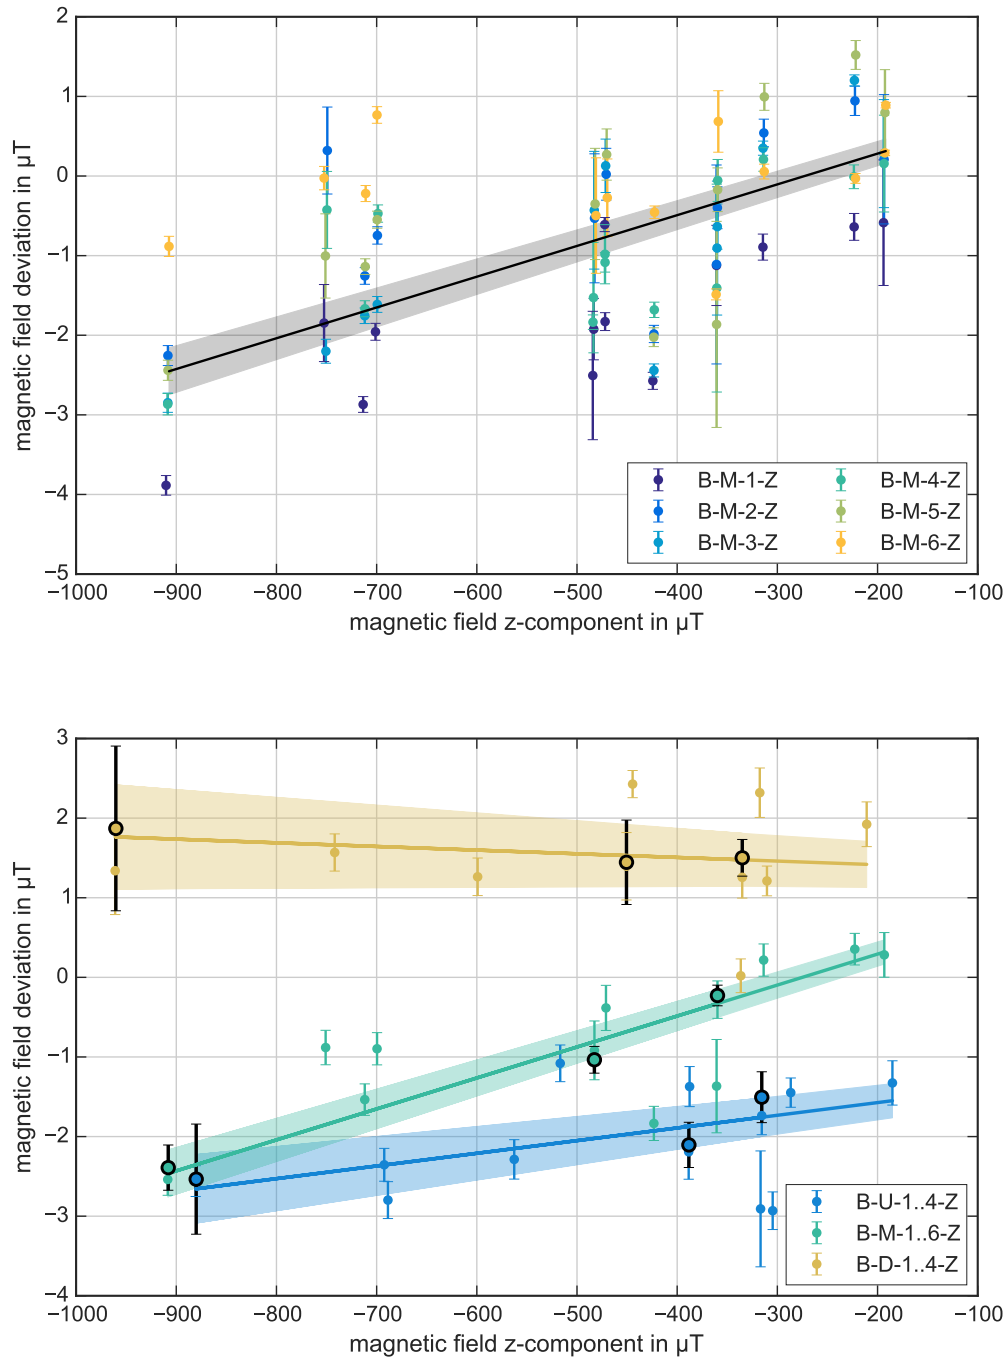 2
1
0
−1
−2
−3
−4
−5
magnetic field deviation in µT
B-M-1-Z B-M-4-Z
B-M-2-Z B-M-5-Z
B-M-3-Z B-M-6-Z
−1000 −900 −800 −700 −600 −500 −400 −300 −200 −100
magnetic field z-component in µT
3
2
1
0
−1
−2
−3
−4
magnetic field deviation in µT
B-U-1..4-Z
B-M-1..6-Z
B-D-1..4-Z
−1000 −900 −800 −700 −600 −500 −400 −300 −200 −100
magnetic field z-component in µT